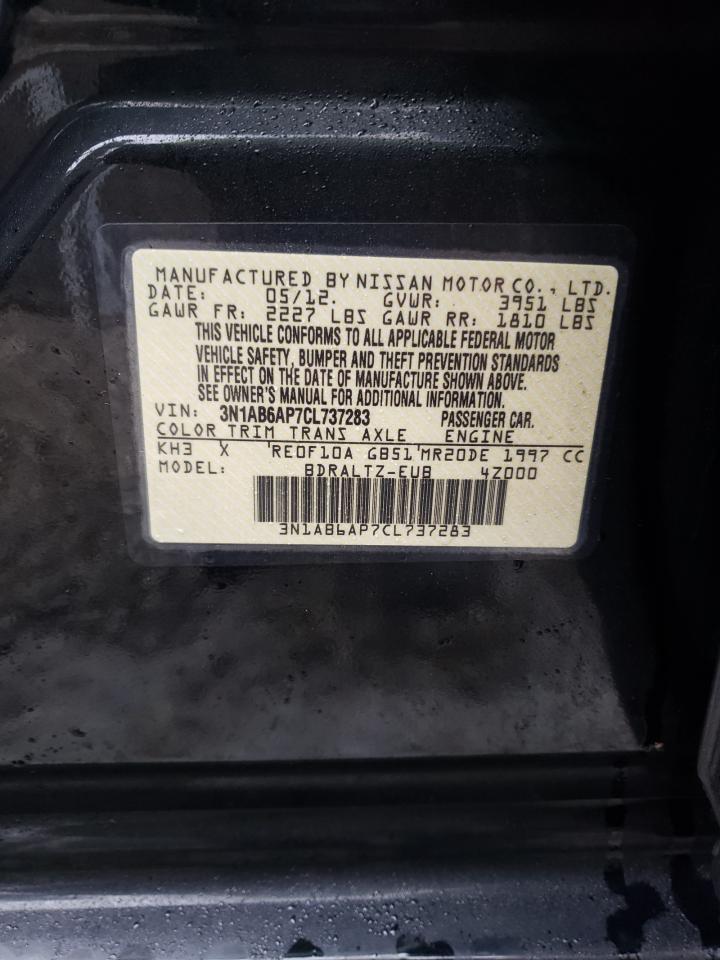 MANUFACTURED BY NISSAN MOTOR CO., LTD.
DATE: 05/12. GVWR: 3951 LBS
GAWR FR: 2227 LBS GAWR RR: 1810 LBS
THIS VEHICLE CONFORMS TO ALL APPLICABLE FEDERAL MOTOR
VEHICLE SAFETY, BUMPER AND THEFT PREVENTION STANDARDS
IN EFFECT ON THE DATE OF MANUFACTURE SHOWN ABOVE.
SEE OWNER'S MANUAL FOR ADDITIONAL INFORMATION.
VIN: 3N1AB6AP7CL737283 PASSENGER CAR.
COLOR TRIM TRANS AXLE ENGINE
KH3 X RE0F10A GB51 MR20DE 1997 CC
MODEL: BDRALTZ-EUB 4Z000
3N1AB6AP7CL737283